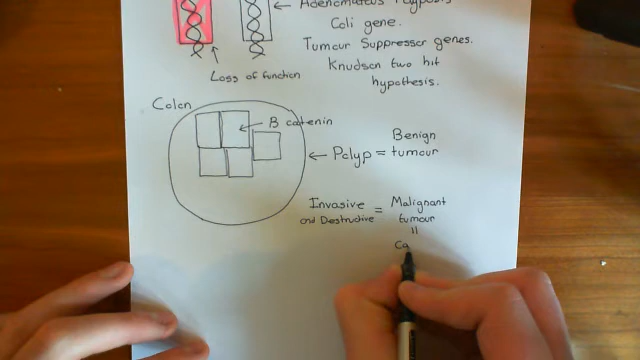 Adenomatous Polyposis
Coli gene.
Tumour Suppressor genes.
Knudson two hit
hypothesis.
Loss of function
Colon
B catenin
Polyp = Benign
tumour
Invasive = Malignant
and Destructive tumour
=
Ca